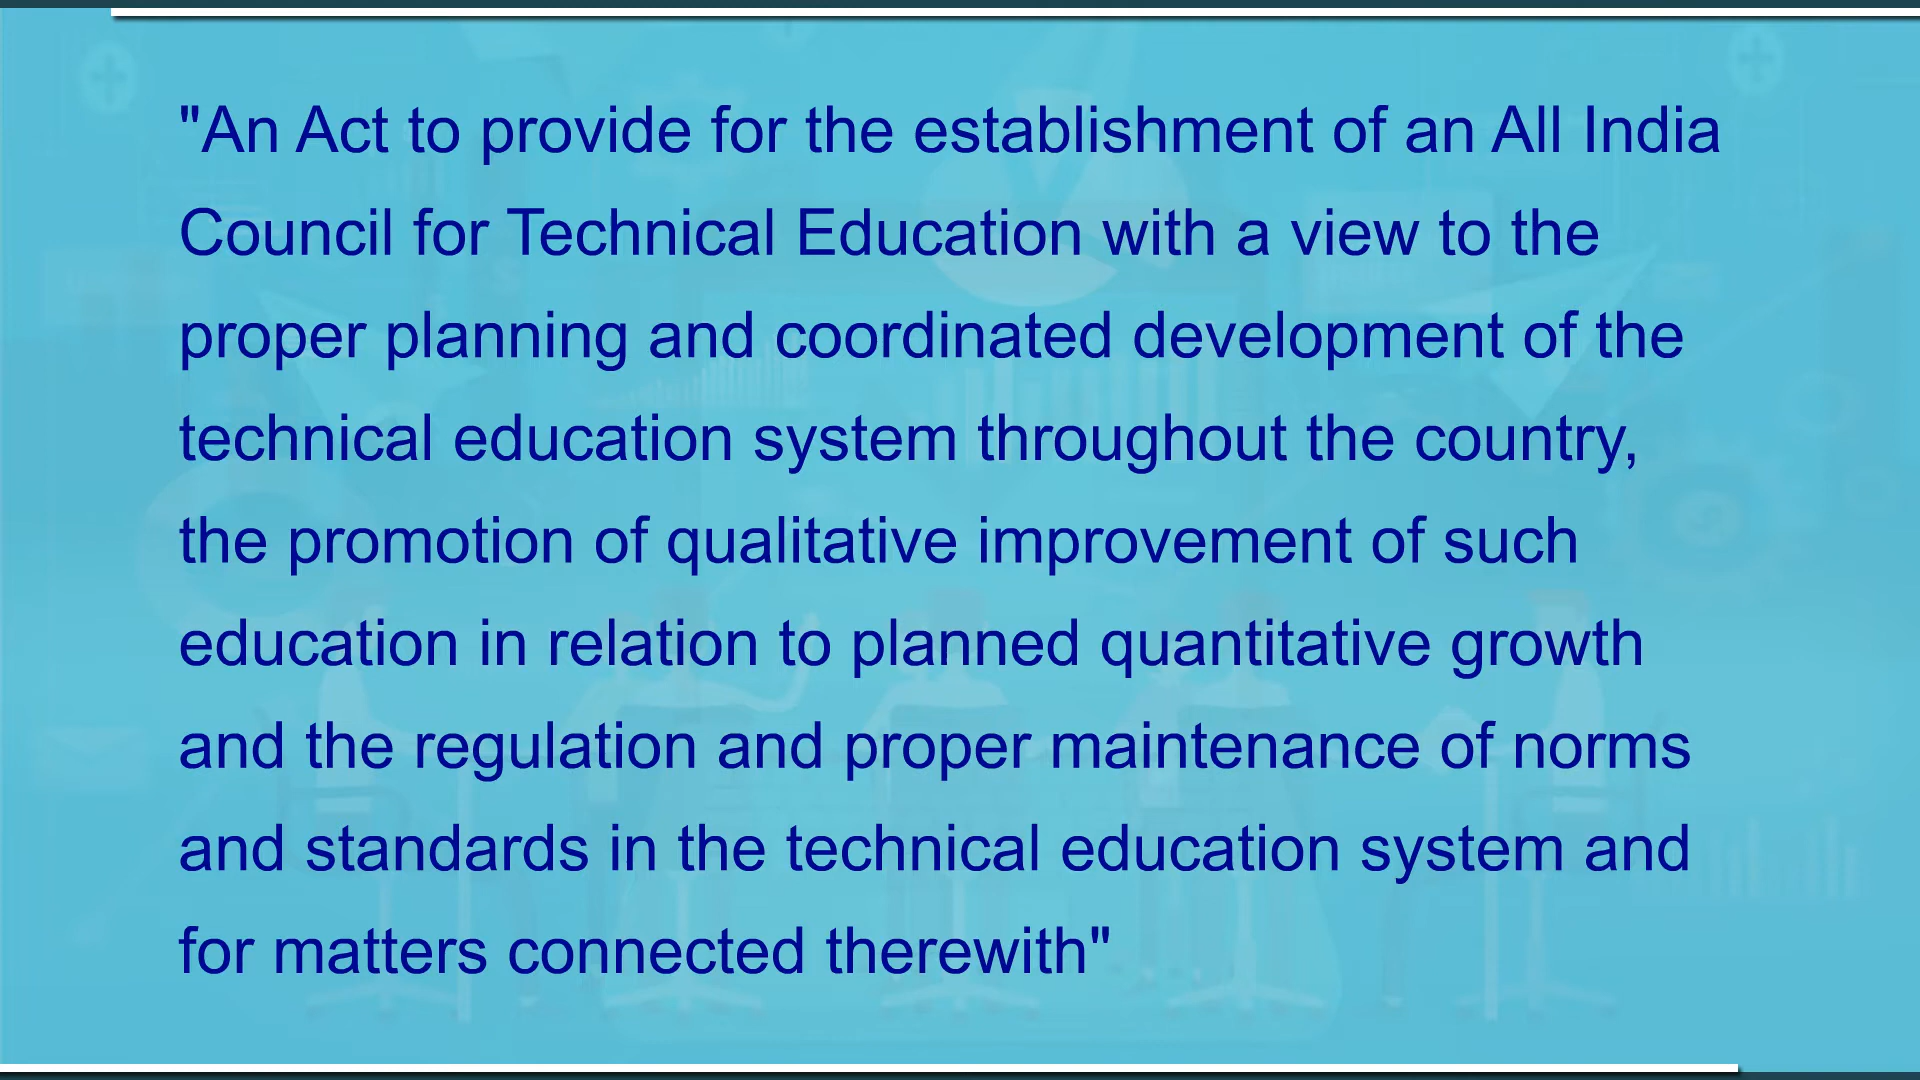 "An Act to provide for the establishment of an All India
Council for Technical Education with a view to the
proper planning and coordinated development of the
technical education system throughout the country,
the promotion of qualitative improvement of such
education in relation to planned quantitative growth
and the regulation and proper maintenance of norms
and standards in the technical education system and
for matters connected therewith"